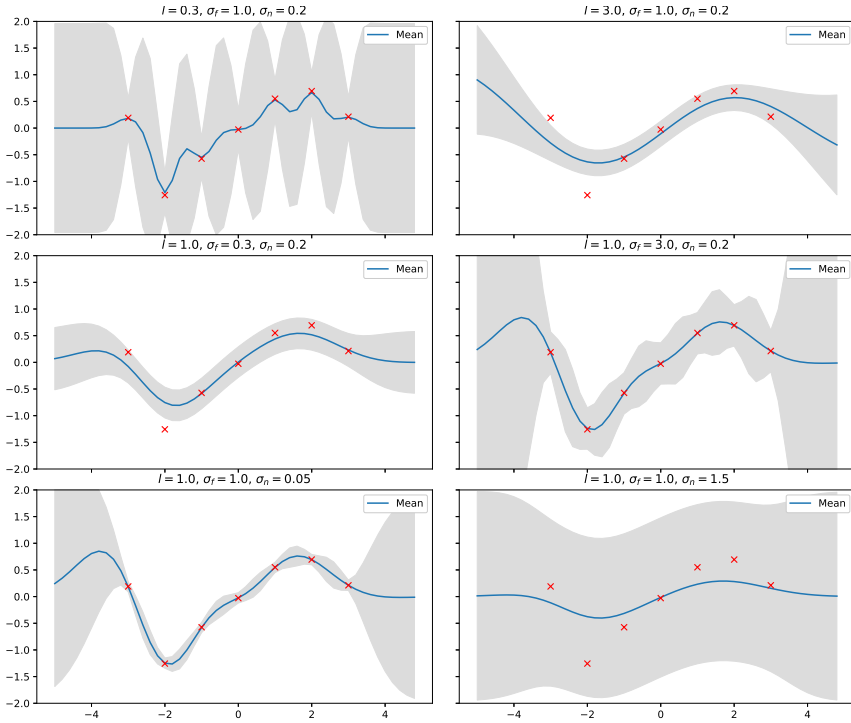 l = 0.3, σ_f = 1.0, σ_n = 0.2
2.0
1.5
1.0
0.5
0.0
−0.5
−1.0
−1.5
−2.0
Mean
l = 3.0, σ_f = 1.0, σ_n = 0.2
Mean
l = 1.0, σ_f = 0.3, σ_n = 0.2
2.0
1.5
1.0
0.5
0.0
−0.5
−1.0
−1.5
−2.0
Mean
l = 1.0, σ_f = 3.0, σ_n = 0.2
Mean
l = 1.0, σ_f = 1.0, σ_n = 0.05
2.0
1.5
1.0
0.5
0.0
−0.5
−1.0
−1.5
−2.0
Mean
−4 −2 0 2 4
l = 1.0, σ_f = 1.0, σ_n = 1.5
Mean
−4 −2 0 2 4